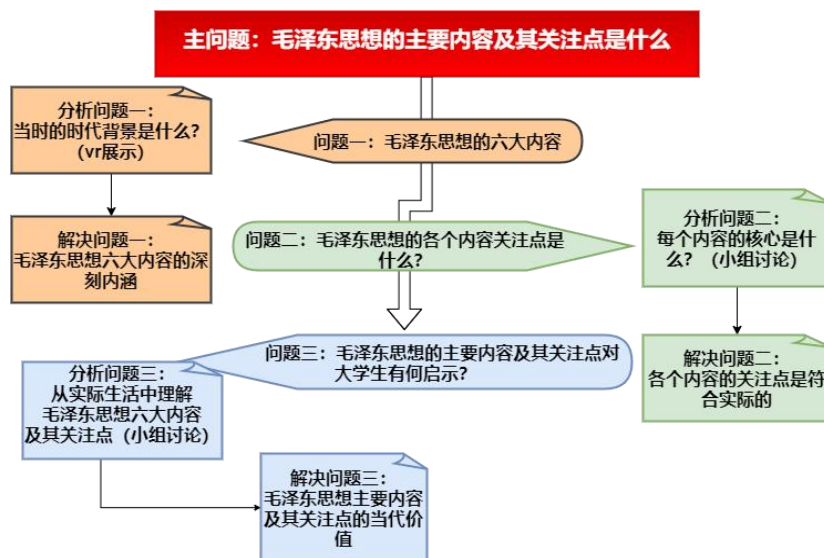 主问题：毛泽东思想的主要内容及其关注点是什么
分析问题一：
当时的时代背景是什么？
（vr展示）
问题一：毛泽东思想的六大内容
解决问题一：
毛泽东思想六大内容的深
刻内涵
问题二：毛泽东思想的各个内容关注点是
什么？
分析问题二：
每个内容的核心是什
么？（小组讨论）
解决问题二：
各个内容的关注点是符
合实际的
问题三：毛泽东思想的主要内容及其关注点对
大学生有何启示？
分析问题三：
从实际生活中理解
毛泽东思想六大内容
及其关注点（小组讨论）
解决问题三：
毛泽东思想主要内容
及其关注点的当代价
值